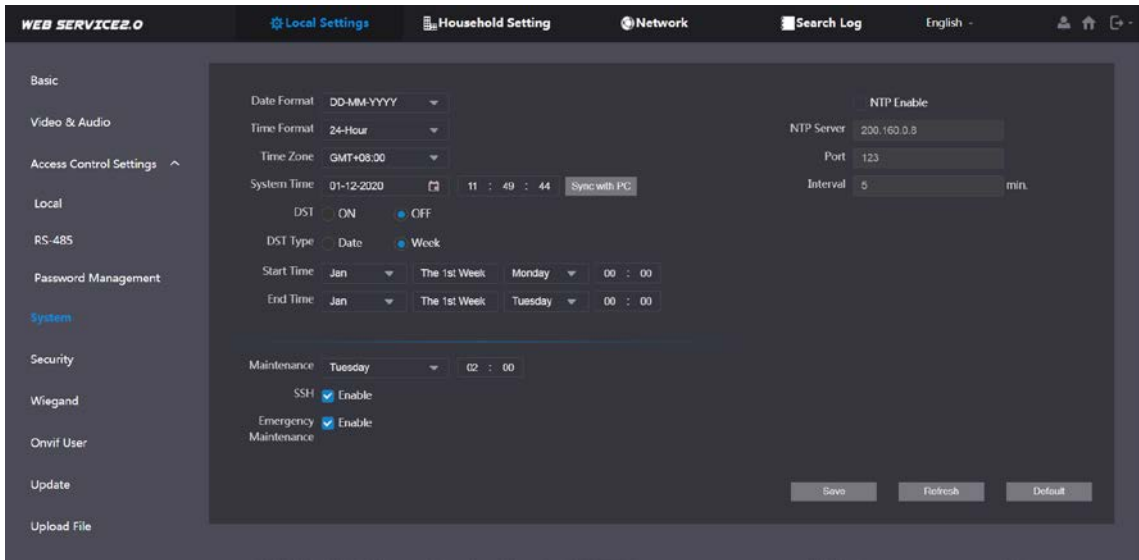 WEB SERVICE2.0 Local Settings Household Setting Network Search Log English
Basic
Video & Audio
Access Control Settings
Local
RS-485
Password Management
System
Security
Wiegand
Onvif User
Update
Upload File
Date Format DD-MM-YYYY
Time Format 24-Hour
Time Zone GMT+08:00
System Time 01-12-2020 11 : 49 : 44 Sync with PC
DST ON OFF
DST Type Date Week
Start Time Jan The 1st Week Monday 00 : 00
End Time Jan The 1st Week Tuesday 00 : 00
Maintenance Tuesday 02 : 00
SSH Enable
Emergency Maintenance Enable
NTP Enable
NTP Server 200.160.0.8
Port 123
Interval 5 min.
Save Refresh Default